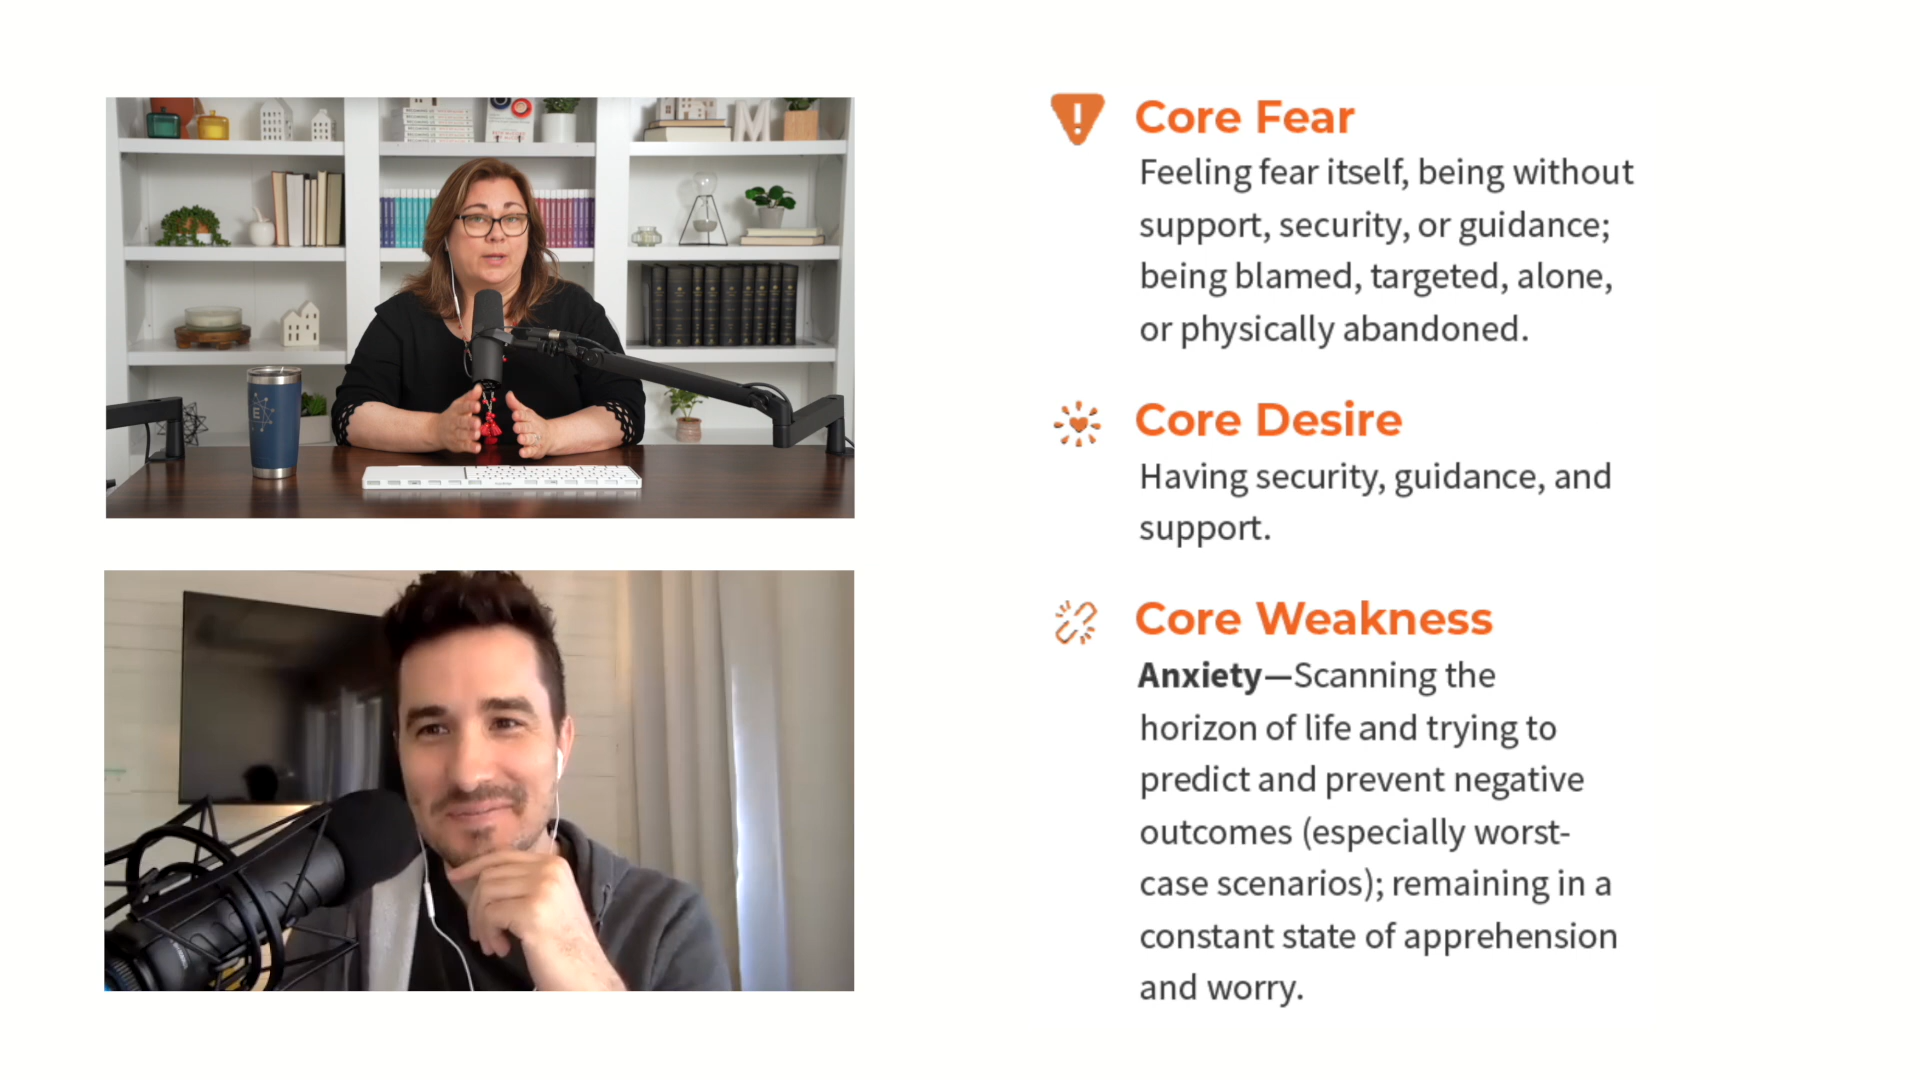 Core Fear
Feeling fear itself, being without
support, security, or guidance;
being blamed, targeted, alone,
or physically abandoned.
Core Desire
Having security, guidance, and
support.
Core Weakness
Anxiety—Scanning the
horizon of life and trying to
predict and prevent negative
outcomes (especially worst-
case scenarios); remaining in a
constant state of apprehension
and worry.
E
M